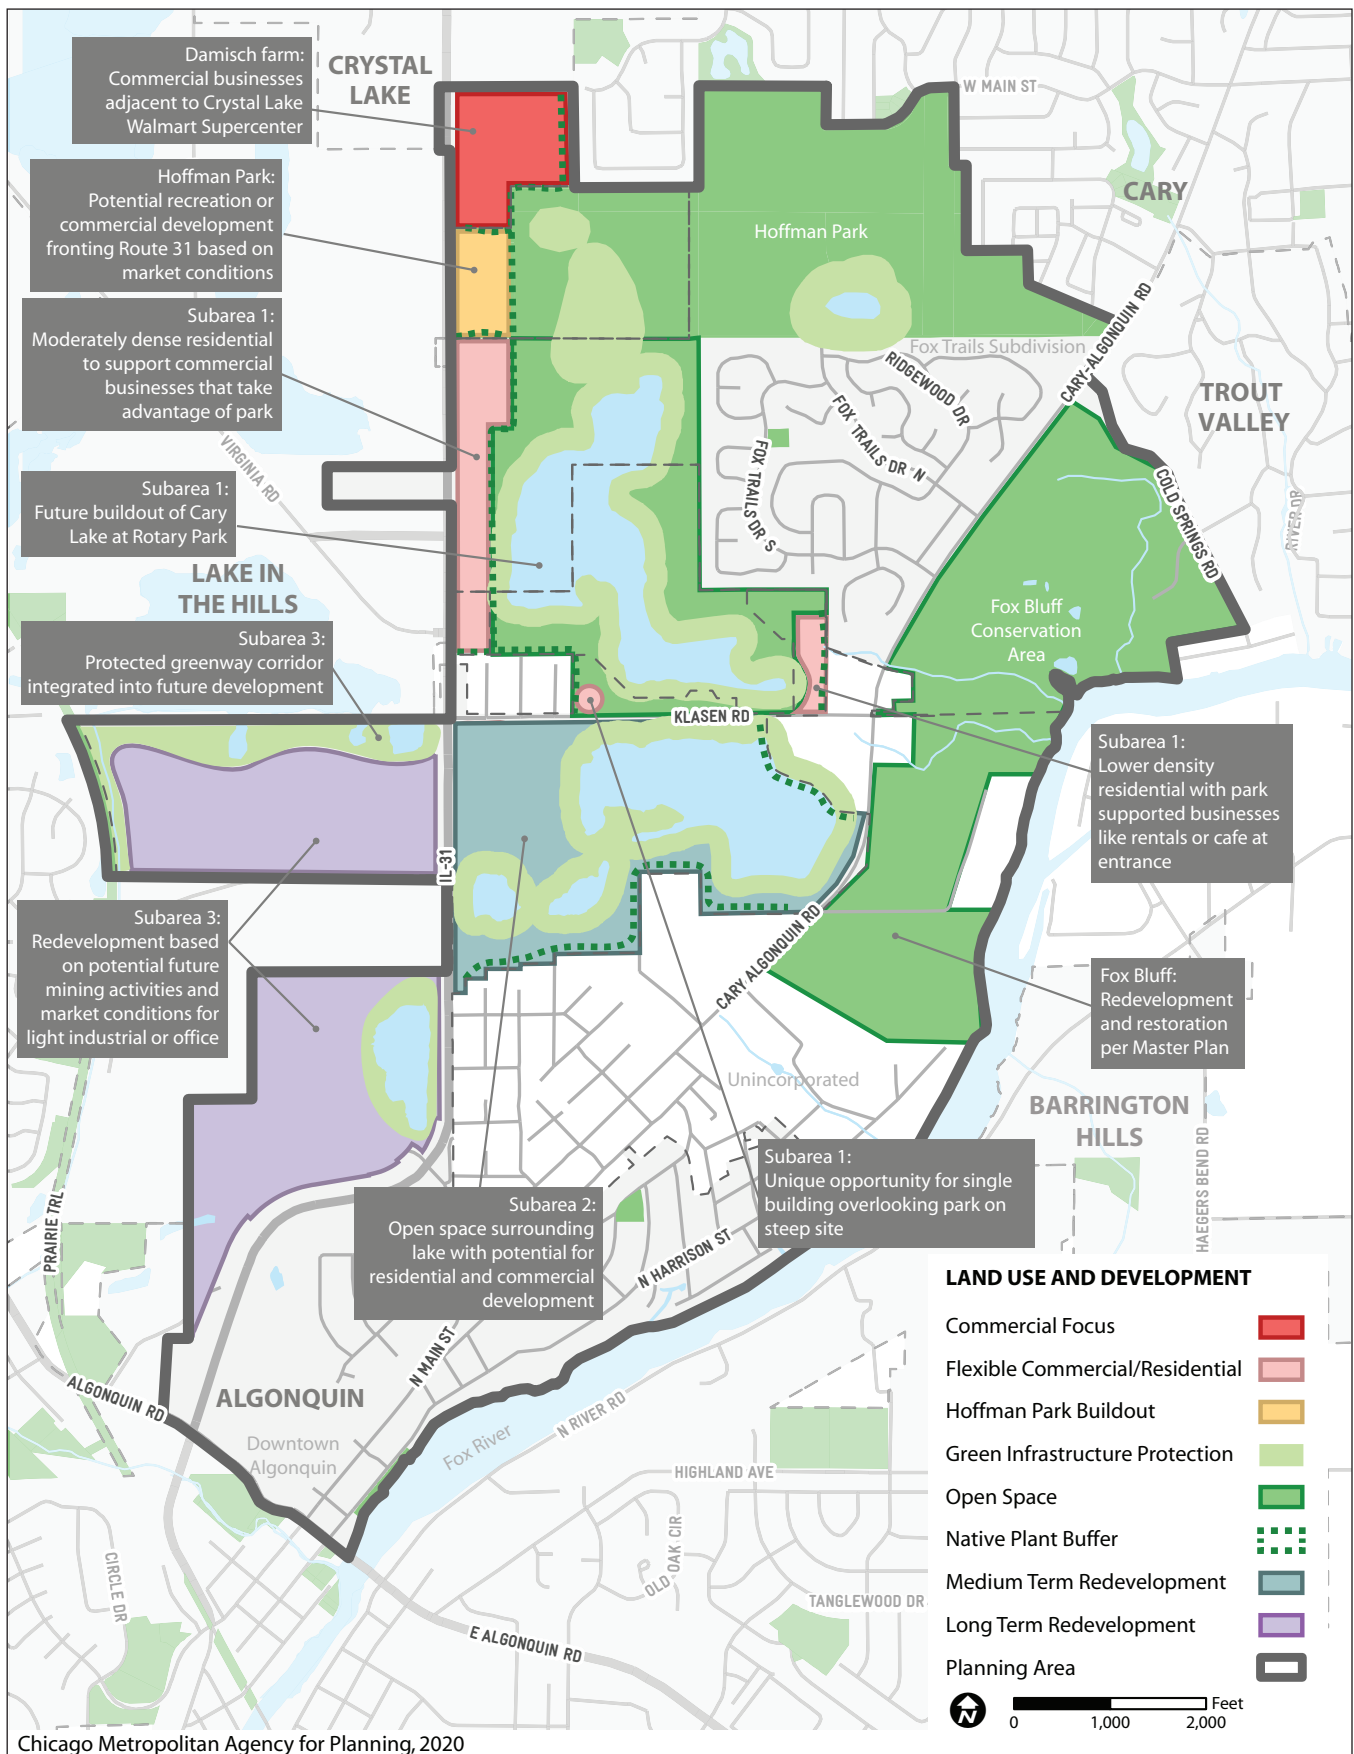 Damisch farm:
Commercial businesses
adjacent to Crystal Lake
Walmart Supercenter
CRYSTAL
LAKE
W MAIN ST
Hoffman Park:
Potential recreation or
commercial development
fronting Route 31 based on
market conditions
CARY
Hoffman Park
Subarea 1:
Moderately dense residential
to support commercial
businesses that take
advantage of park
Fox Trails Subdivision
RIDGEWOOD DR
CARY-ALGONQUIN RD
TROUT
VALLEY
FOX TRAILS DR N
FOX TRAILS DR S
VIRGINIA RD
COLD SPRINGS RD
RIVER DR
Subarea 1:
Future buildout of Cary
Lake at Rotary Park
LAKE IN
THE HILLS
Fox Bluff
Conservation
Area
Subarea 3:
Protected greenway corridor
integrated into future development
KLASEN RD
Subarea 1:
Lower density
residential with park
supported businesses
like rentals or cafe at
entrance
IL-31
Subarea 3:
Redevelopment based
on potential future
mining activities and
market conditions for
light industrial or office
CARY ALGONQUIN RD
Fox Bluff:
Redevelopment
and restoration
per Master Plan
Unincorporated
BARRINGTON
HILLS
HAEGERS BEND RD
Subarea 1:
Unique opportunity for single
building overlooking park on
steep site
PRAIRIE TRL
Subarea 2:
Open space surrounding
lake with potential for
residential and commercial
development
N HARRISON ST
N MAIN ST
ALGONQUIN RD
ALGONQUIN
Downtown
Algonquin
Fox River
N RIVER RD
HIGHLAND AVE
OLD OAK CIR
CIRCLE DR
TANGLEWOOD DR
E ALGONQUIN RD
LAND USE AND DEVELOPMENT
Commercial Focus
Flexible Commercial/Residential
Hoffman Park Buildout
Green Infrastructure Protection
Open Space
Native Plant Buffer
Medium Term Redevelopment
Long Term Redevelopment
Planning Area
N
Feet
0 1,000 2,000
Chicago Metropolitan Agency for Planning, 2020